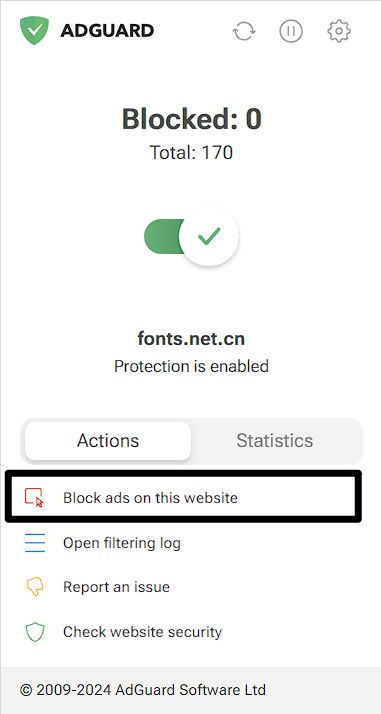 ADGUARD
Blocked: 0
Total: 170
fonts.net.cn
Protection is enabled
Actions
Statistics
Block ads on this website
Open filtering log
Report an issue
Check website security
© 2009-2024 AdGuard Software Ltd